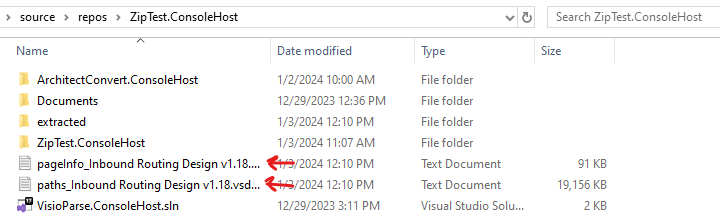 source > repos > ZipTest.ConsoleHost
Search ZipTest.ConsoleHost
Name Date modified Type Size
ArchitectConvert.ConsoleHost 1/2/2024 10:00 AM File folder
Documents 12/29/2023 12:36 PM File folder
extracted 1/3/2024 12:10 PM File folder
ZipTest.ConsoleHost 1/3/2024 11:07 AM File folder
pageInfo_Inbound Routing Design v1.18.... 1/3/2024 12:10 PM Text Document 91 KB
paths_Inbound Routing Design v1.18.vsd... 1/3/2024 12:10 PM Text Document 19,156 KB
VisioParse.ConsoleHost.sln 12/29/2023 3:11 PM Visual Studio Solu... 2 KB